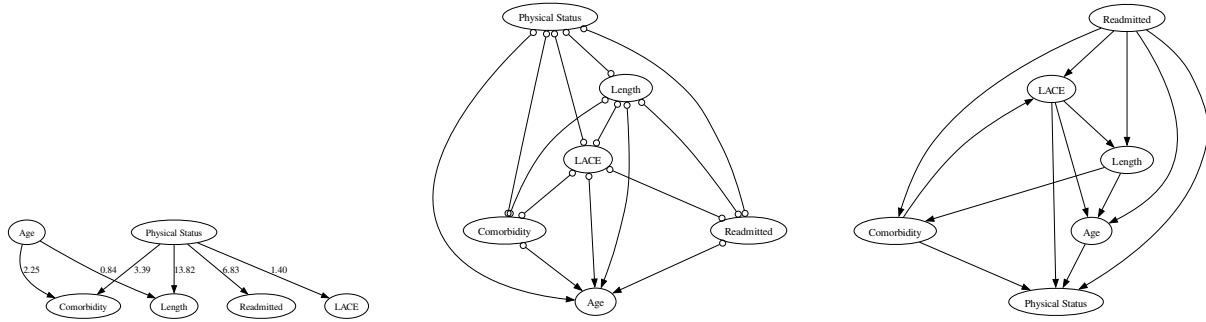 Age
Physical Status
2.25
0.84
3.39
13.82
6.83
1.40
Comorbidity
Length
Readmitted
LACE
Physical Status
Length
LACE
Comorbidity
Readmitted
Age
Readmitted
LACE
Length
Comorbidity
Age
Physical Status